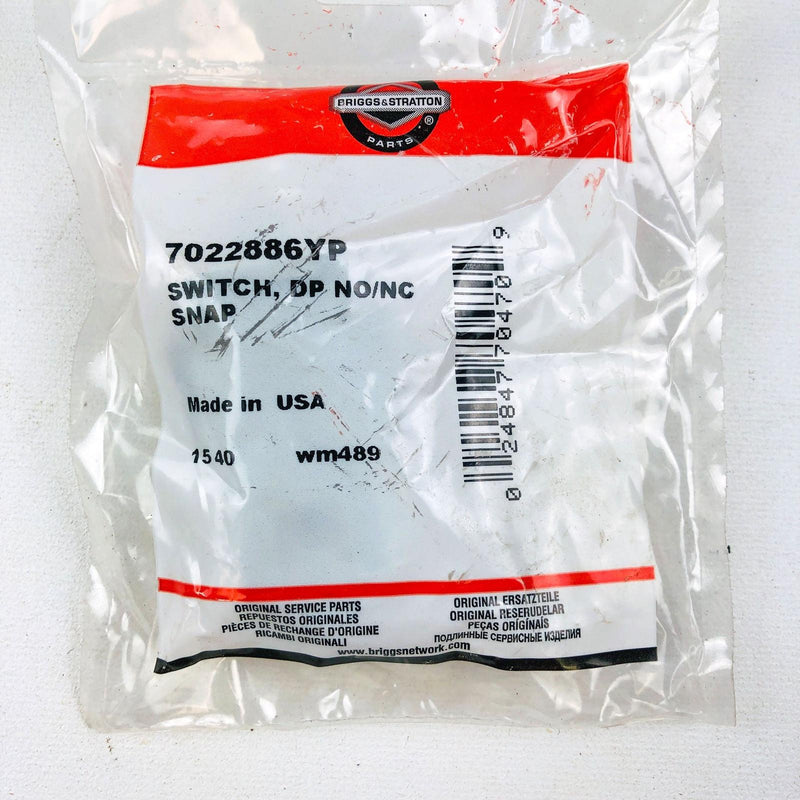 BRIGGS&STRATTON
PARTS
®
7022886YP
SWITCH, DP NO/NC
SNAP
Made in USA
1540 wm489
0 24847 70470 9
ORIGINAL SERVICE PARTS
REPUESTOS ORIGINALES
PIÈCES DE RECHANGE D'ORIGINE
RICAMBI ORIGINALI
ORIGINAL ERSATZTEILE
ORIGINAL RESERUDELAR
PEÇAS ORIGÍNAIS
ПОДЛИННЫЕ СЕРВИСНЫЕ ИЗДЕЛИЯ
www.briggsnetwork.com